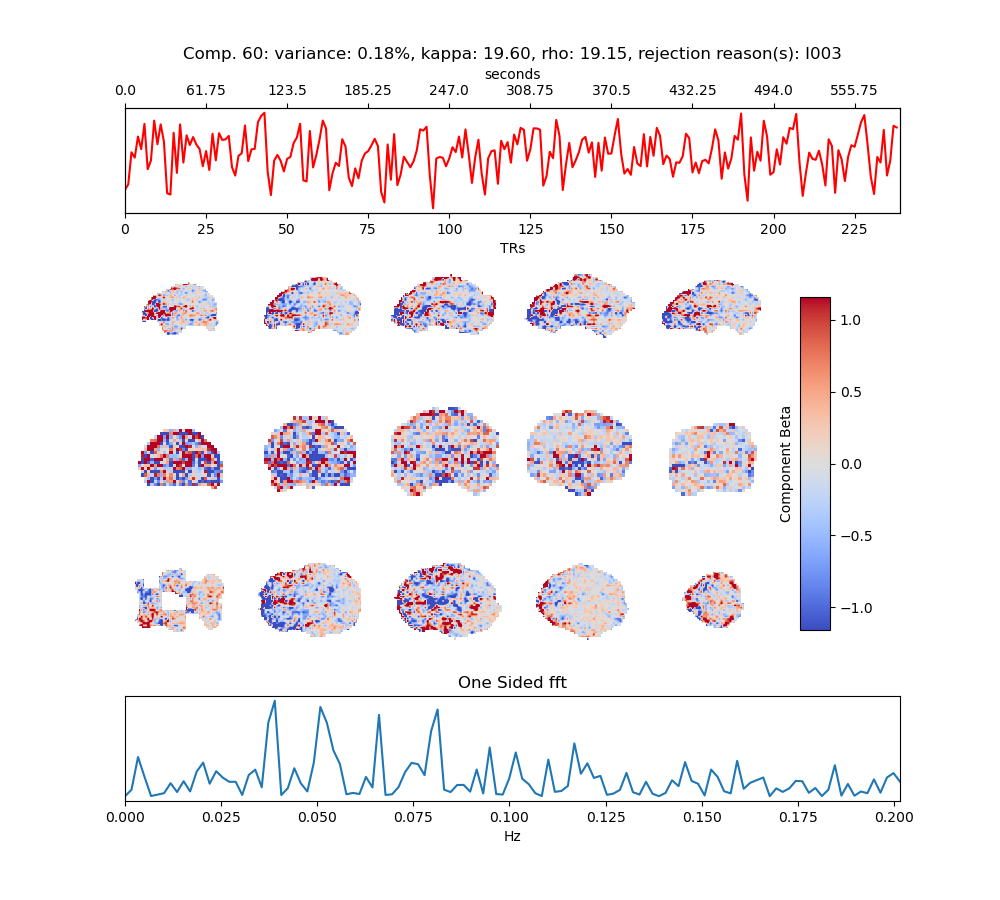 Comp. 60: variance: 0.18%, kappa: 19.60, rho: 19.15, rejection reason(s): I003
seconds
0.0 61.75 123.5 185.25 247.0 308.75 370.5 432.25 494.0 555.75
0 25 50 75 100 125 150 175 200 225
TRs
1.0
0.5
0.0
−0.5
−1.0
Component Beta
One Sided fft
0.000 0.025 0.050 0.075 0.100 0.125 0.150 0.175 0.200
Hz